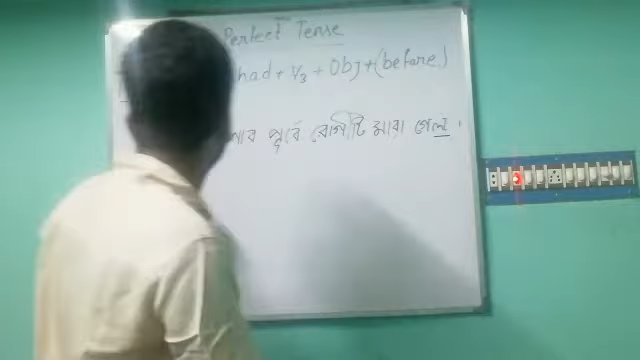 Perfect Tense
had + V3 + Obj + (before)
পূর্বে রোগীটি মারা গেল।